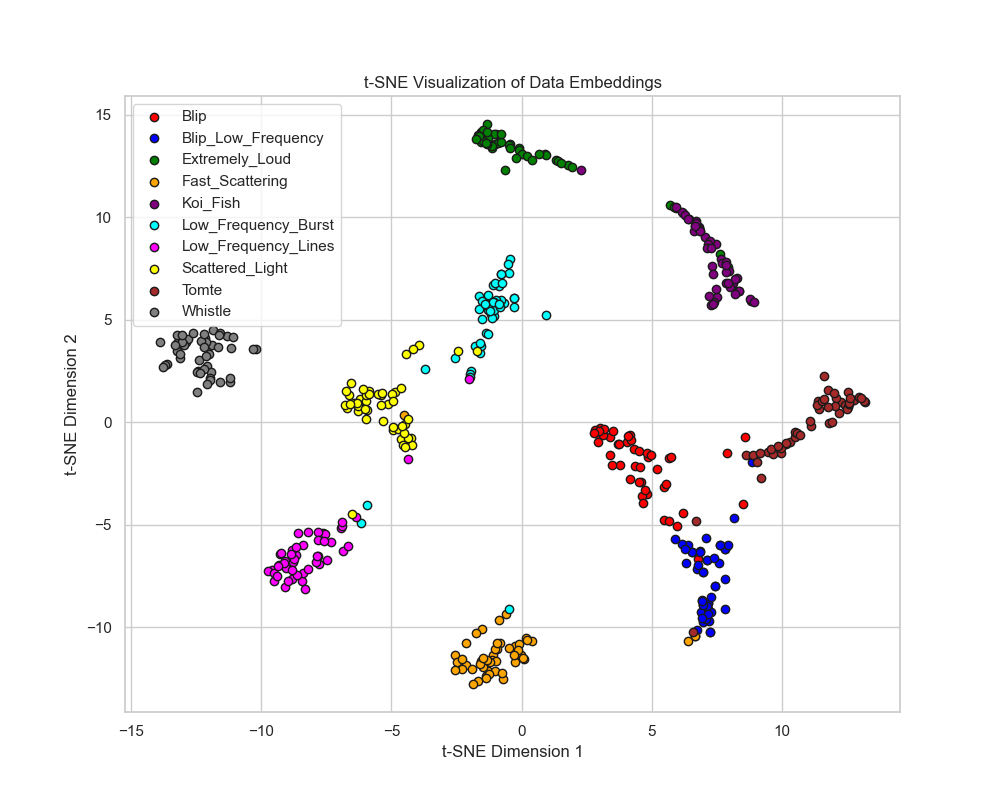 t-SNE Visualization of Data Embeddings
Blip
Blip_Low_Frequency
Extremely_Loud
Fast_Scattering
Koi_Fish
Low_Frequency_Burst
Low_Frequency_Lines
Scattered_Light
Tomte
Whistle
15
10
5
0
−5
−10
t-SNE Dimension 2
−15
−10
−5
0
5
10
t-SNE Dimension 1